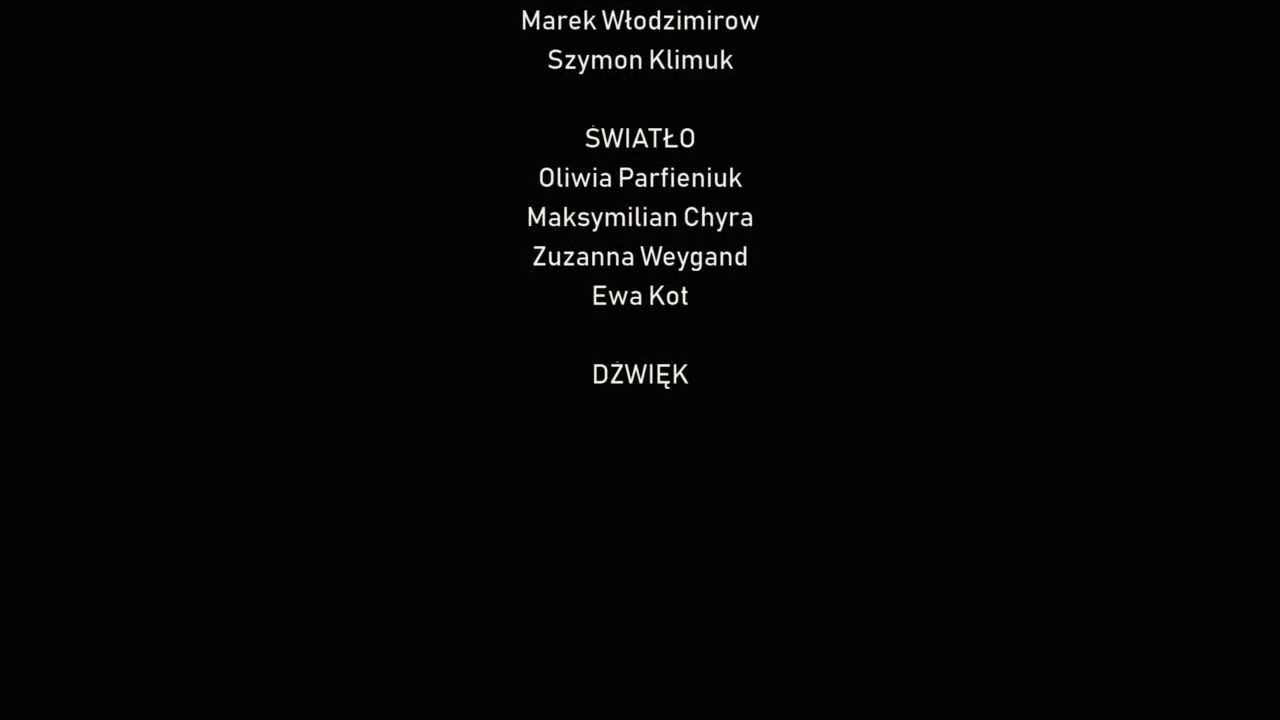 Marek Włodzimirow
Szymon Klimuk
ŚWIATŁO
Oliwia Parfieniuk
Maksymilian Chyra
Zuzanna Weygand
Ewa Kot
DŹWIĘK